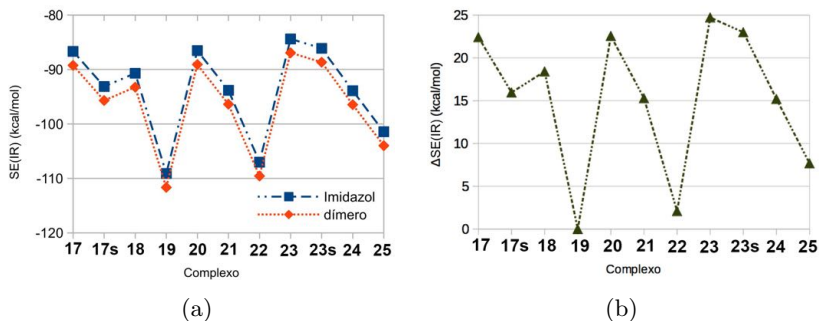 SE(IR) (kcal/mol)
-80
-90
-100
-110
-120
Imidazol
dímero
17 17s 18 19 20 21 22 23 23s 24 25
Complexo
(a)
ΔSE(IR) (kcal/mol)
25
20
15
10
5
0
17 17s 18 19 20 21 22 23 23s 24 25
Complexo
(b)